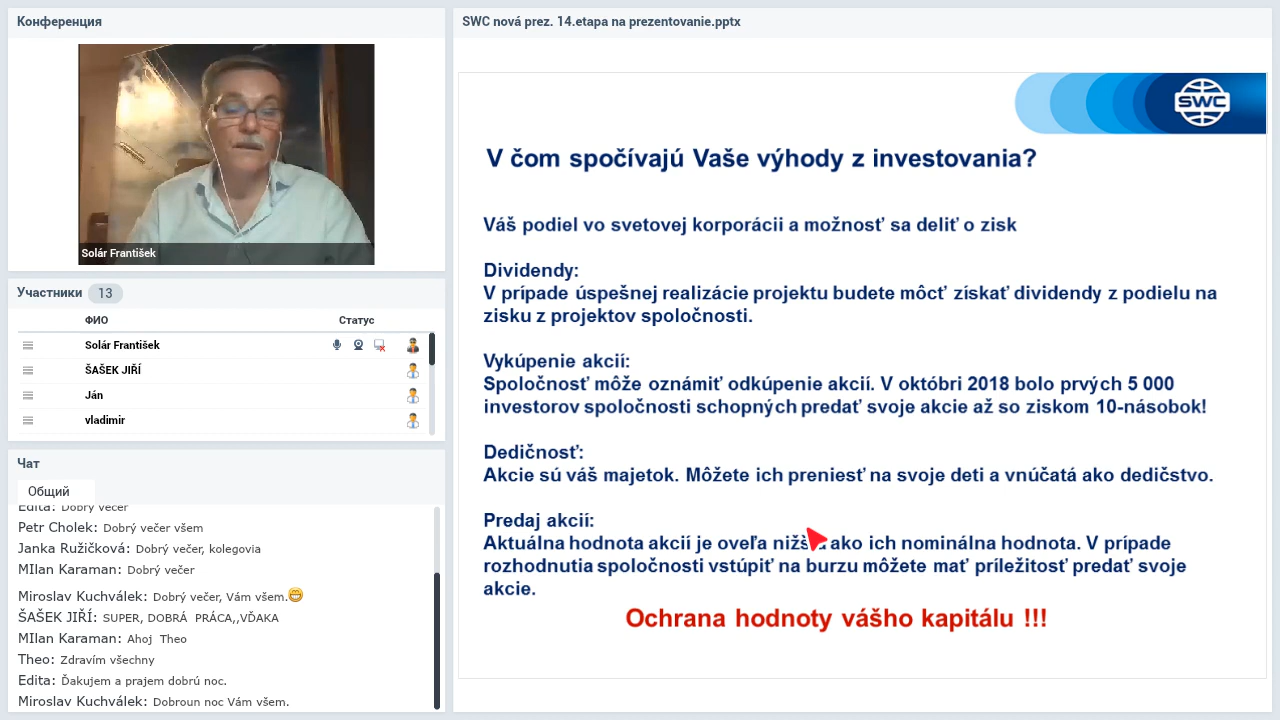 Конференция
Solár František
Участники 13
ФИО Статус
Solár František
ŠAŠEK JIŘÍ
Ján
vladimir
Чат
Общий
Edita: Dobrý večer
Petr Cholek: Dobrý večer všem
Janka Ružičková: Dobrý večer, kolegovia
MIlan Karaman: Dobrý večer
Miroslav Kuchválek: Dobrý večer, Vám všem.
ŠAŠEK JIŘÍ: SUPER, DOBRÁ PRÁCA,,VĎAKA
MIlan Karaman: Ahoj Theo
Theo: Zdravím všechny
Edita: Ďakujem a prajem dobrú noc.
Miroslav Kuchválek: Dobroun noc Vám všem.
SWC nová prez. 14.etapa na prezentovanie.pptx
SWC
V čom spočívajú Vaše výhody z investovania?
Váš podiel vo svetovej korporácii a možnosť sa deliť o zisk
Dividendy:
V prípade úspešnej realizácie projektu budete môcť získať dividendy z podielu na
zisku z projektov spoločnosti.
Vykúpenie akcií:
Spoločnosť môže oznámiť odkúpenie akcií. V októbri 2018 bolo prvých 5 000
investorov spoločnosti schopných predať svoje akcie až so ziskom 10-násobok!
Dedičnosť:
Akcie sú váš majetok. Môžete ich preniesť na svoje deti a vnúčatá ako dedičstvo.
Predaj akcií:
Aktuálna hodnota akcií je oveľa nižšia ako ich nominálna hodnota. V prípade
rozhodnutia spoločnosti vstúpiť na burzu môžete mať príležitosť predať svoje
akcie.
Ochrana hodnoty vášho kapitálu !!!